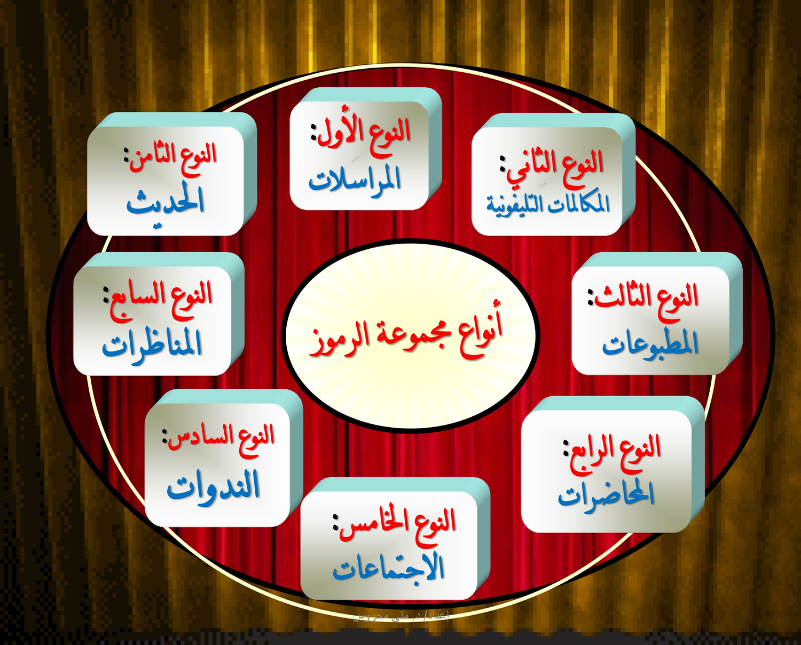 أنواع مجموعة الرموز
النوع الأول:
المراسلات
النوع الثاني:
المكالمات التليفونية
النوع الثالث:
المطبوعات
النوع الرابع:
المحاضرات
النوع الخامس:
الاجتماعات
النوع السادس:
الندوات
النوع السابع:
المناظرات
النوع الثامن:
الحديث